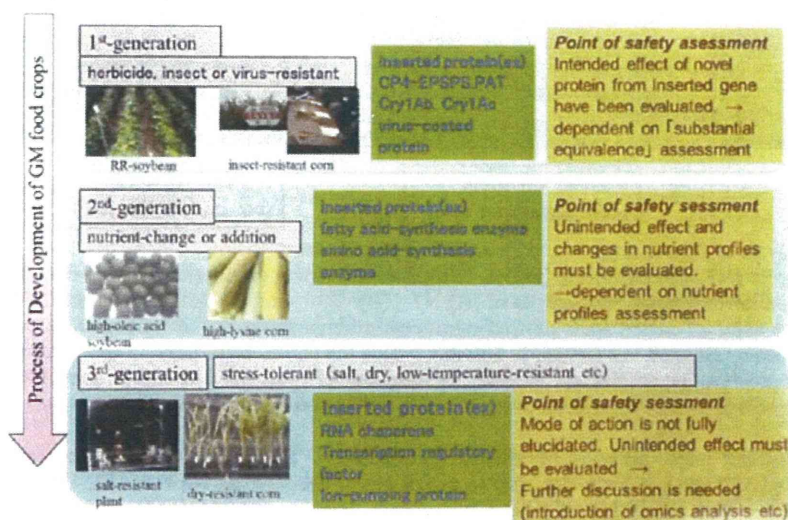 Process of Development of GM food crops
1st-generation
herbicide, insect or virus-resistant
RR-soybean
insect-resistant corn
Inserted protein(ex)
CP4-EPSPS,PAT
Cry1Ab, Cry1Ac
virus-coated
protein
Point of safety asessment
Intended effect of novel
protein from Inserted gene
have been evaluated. →
dependent on 「substantial
equivalence」 assessment
2nd-generation
nutrient-change or addition
high-oleic acid
soybean
high-lysine corn
Inserted protein(ex)
fatty acid-synthesis enzyme
amino acid-synthesis
enzyme
Point of safety sessment
Unintended effect and
changes in nutrient profiles
must be evaluated.
→dependent on nutrient
profiles assessment
3rd-generation
stress-tolerant (salt, dry, low-temperature-resistant etc)
salt-resistant
plant
dry-resistant corn
Inserted protein(ex)
RNA chaperone
Transcription regulatory
factor
Ion-pumping protein
Point of safety sessment
Mode of action is not fully
elucidated. Unintended effect must
be evaluated →
Further discussion is needed
(introduction of omics analysis etc)